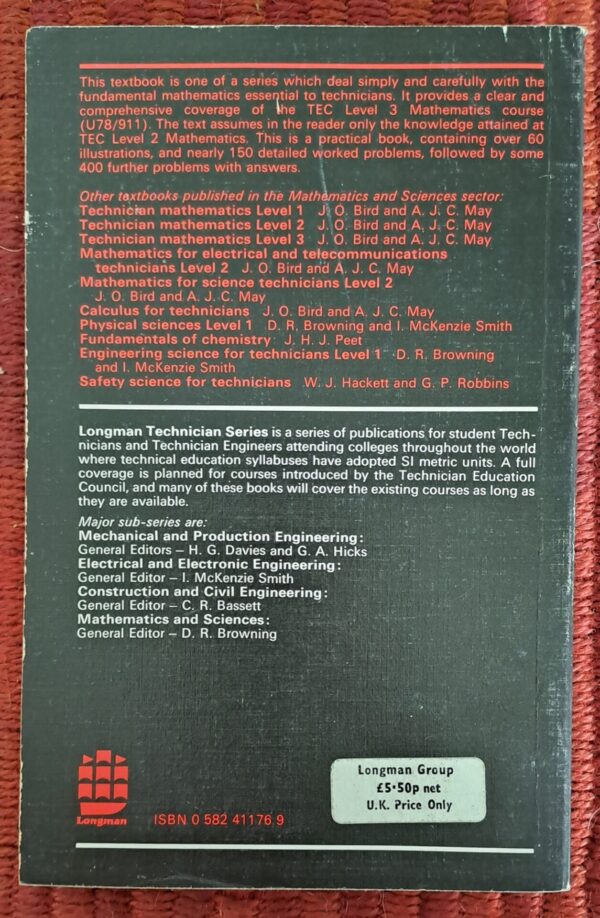 This textbook is one of a series which deal simply and carefully with the
fundamental mathematics essential to technicians. It provides a clear and
comprehensive coverage of the TEC Level 3 Mathematics course
(U78/911). The text assumes in the reader only the knowledge attained at
TEC Level 2 Mathematics. This is a practical book, containing over 60
illustrations, and nearly 150 detailed worked problems, followed by some
400 further problems with answers.
Other textbooks published in the Mathematics and Sciences sector:
Technician mathematics Level 1 J. O. Bird and A. J. C. May
Technician mathematics Level 2 J. O. Bird and A. J. C. May
Technician mathematics Level 3 J. O. Bird and A. J. C. May
Mathematics for electrical and telecommunications
technicians Level 2 J. O. Bird and A. J. C. May
Mathematics for science technicians Level 2
J. O. Bird and A. J. C. May
Calculus for technicians J. O. Bird and A. J. C. May
Physical sciences Level 1 D. R. Browning and I. McKenzie Smith
Fundamentals of chemistry J. H. J. Peet
Engineering science for technicians Level 1 D. R. Browning
and I. McKenzie Smith
Safety science for technicians W. J. Hackett and G. P. Robbins
Longman Technician Series is a series of publications for student Tech-
nicians and Technician Engineers attending colleges throughout the world
where technical education syllabuses have adopted SI metric units. A full
coverage is planned for courses introduced by the Technician Education
Council, and many of these books will cover the existing courses as long as
they are available.
Major sub-series are:
Mechanical and Production Engineering:
General Editors – H. G. Davies and G. A. Hicks
Electrical and Electronic Engineering:
General Editor – I. McKenzie Smith
Construction and Civil Engineering:
General Editor – C. R. Bassett
Mathematics and Sciences:
General Editor – D. R. Browning
Longman
ISBN 0 582 41176 9
Longman Group
£5·50p net
U.K. Price Only